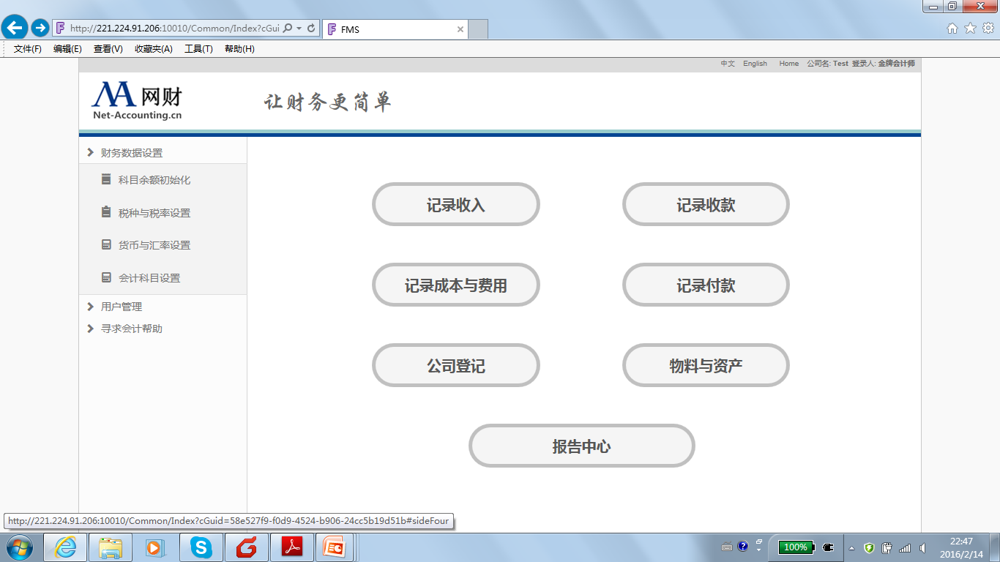 http://221.224.91.206:10010/Common/Index?cGui
FMS
文件(F) 编辑(E) 查看(V) 收藏夹(A) 工具(T) 帮助(H)
中文 English Home 公司名: Test 登录人: 金牌会计师
网财
Net-Accounting.cn
让财务更简单
财务数据设置
科目余额初始化
税种与税率设置
货币与汇率设置
会计科目设置
用户管理
寻求会计帮助
记录收入 记录收款
记录成本与费用 记录付款
公司登记 物料与资产
报告中心
http://221.224.91.206:10010/Common/Index?cGuid=58e527f9-f0d9-4524-b906-24cc5b19d51b#sideFour
100%
22:47
2016/2/14